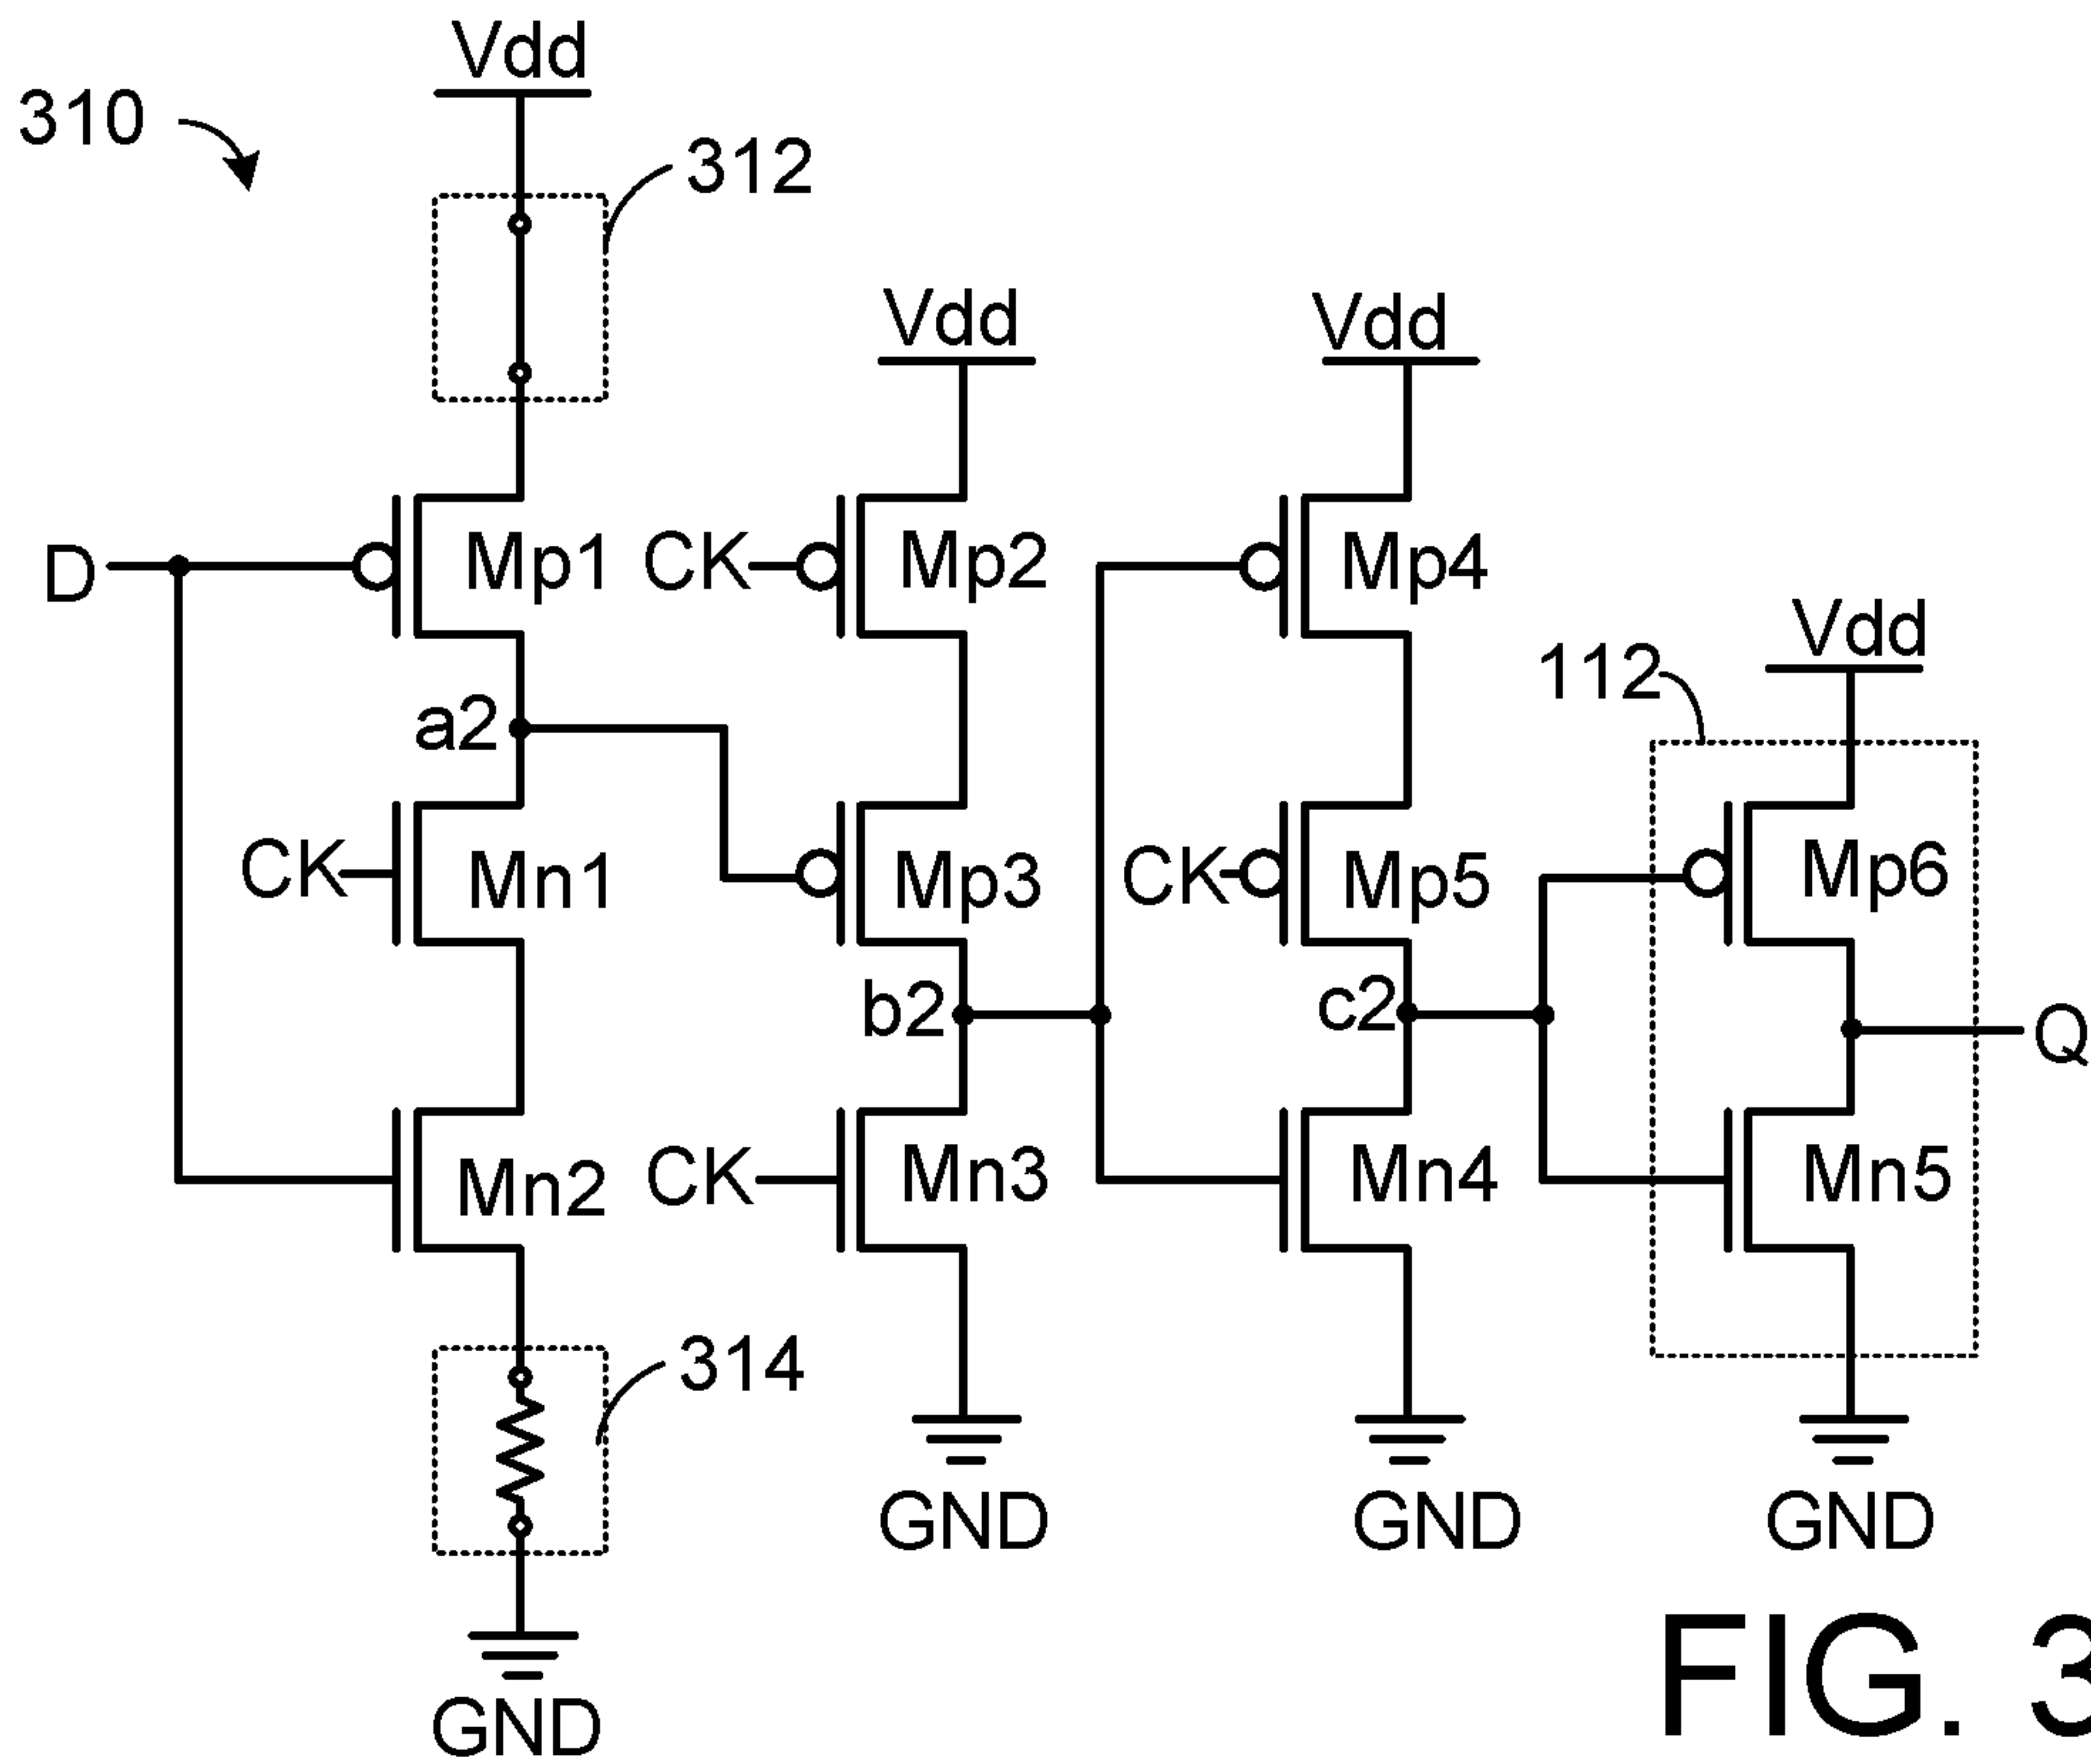 Vdd
310
312
Vdd
Vdd
D
Mp1
CK
Mp2
Mp4
Vdd
112
a2
CK
Mn1
Mp3
CK
Mp5
Mp6
b2
c2
Q
Mn2
CK
Mn3
Mn4
Mn5
314
GND
GND
GND
GND
FIG. 3